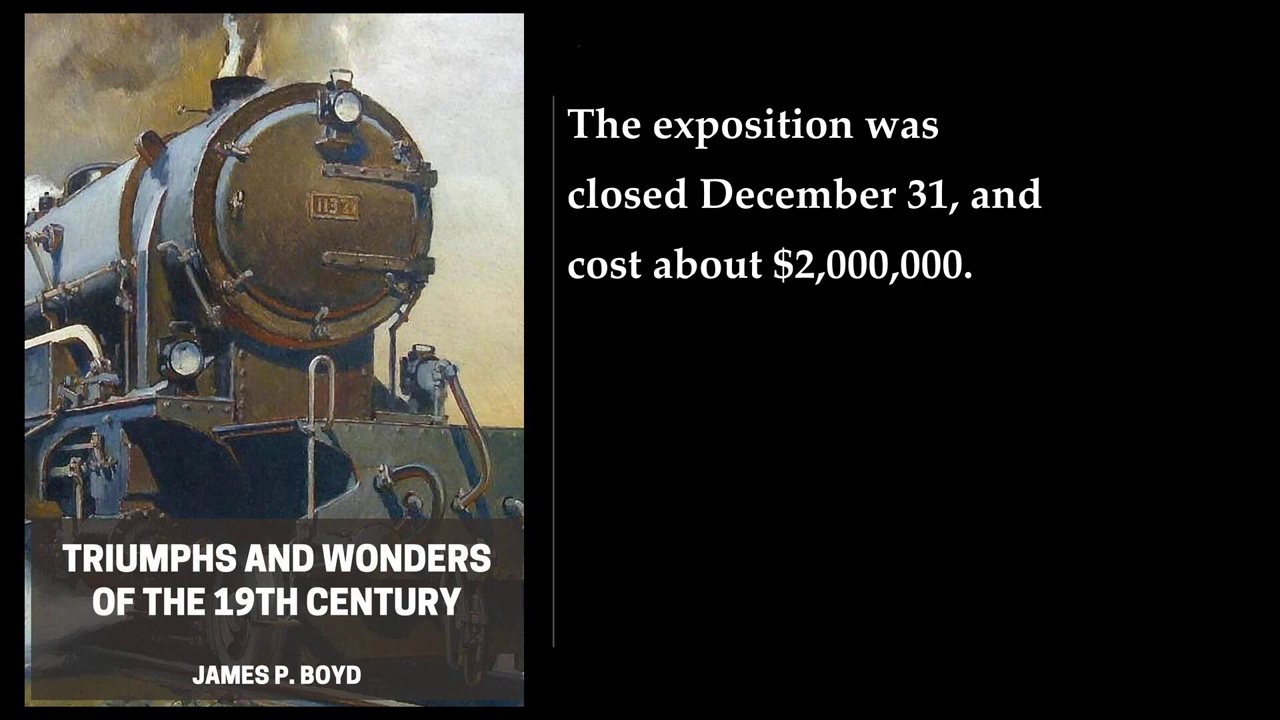 The exposition was
closed December 31, and
cost about $2,000,000.
TRIUMPHS AND WONDERS
OF THE 19TH CENTURY
JAMES P. BOYD